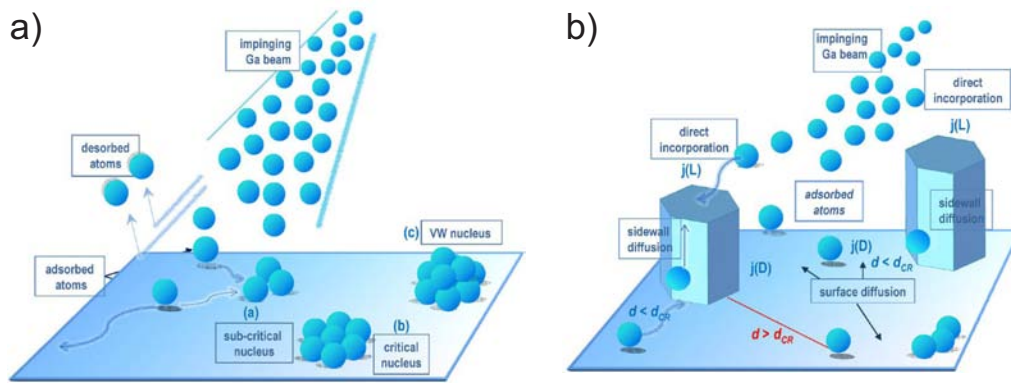 a)
impinging
Ga beam
desorbed
atoms
adsorbed
atoms
(a)
sub-critical
nucleus
(b)
critical
nucleus
(c)
VW nucleus
b)
impinging
Ga beam
direct
incorporation
j(L)
direct
incorporation
j(L)
adsorbed
atoms
sidewall
diffusion
sidewall
diffusion
j(D)
j(D)
d < dCR
surface diffusion
d < dCR
d > dCR